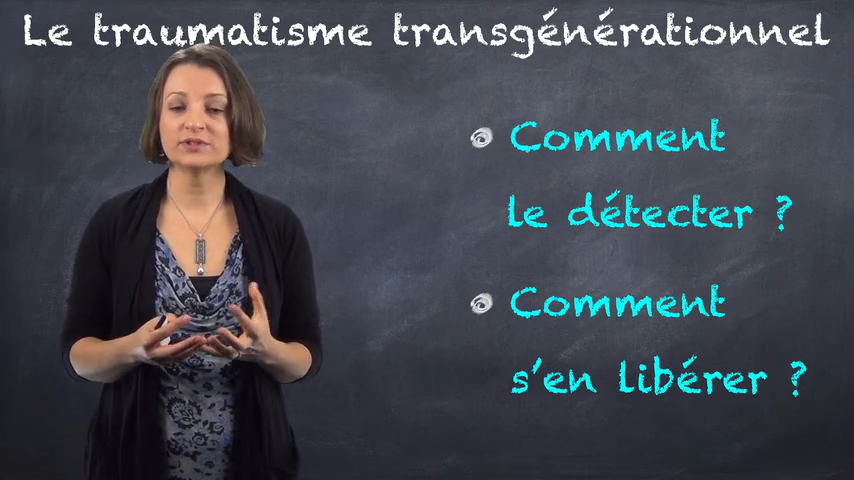 Le traumatisme transgénérationnel
Comment
le détecter ?
Comment
s'en libérer ?